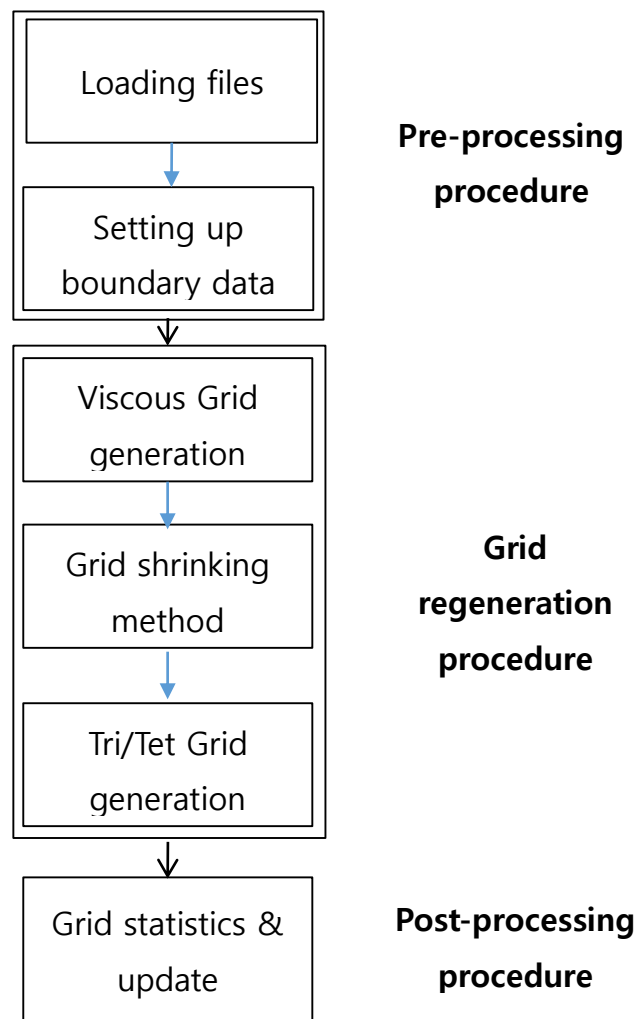 Loading files
Pre-processing
procedure
Setting up
boundary data
Viscous Grid
generation
Grid shrinking
method
Grid
regeneration
procedure
Tri/Tet Grid
generation
Grid statistics &
update
Post-processing
procedure